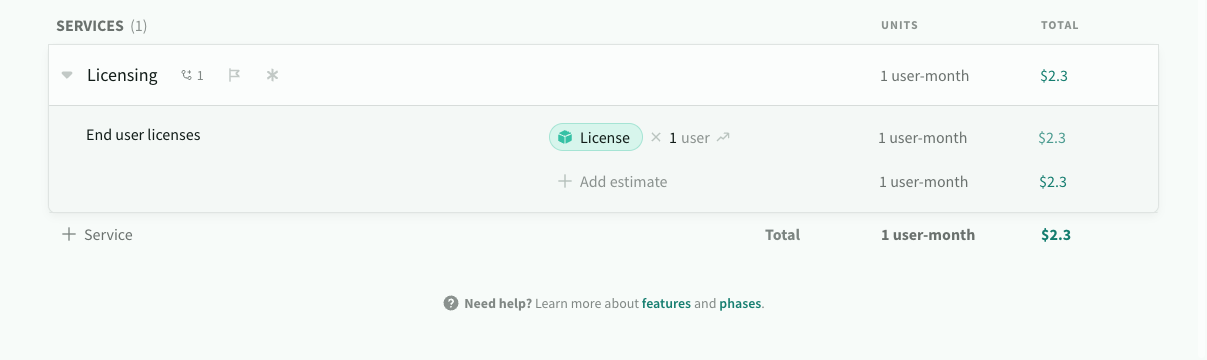 SERVICES (1) UNITS TOTAL
Licensing 1 1 user-month $2.3
End user licenses License × 1 user 1 user-month $2.3
+ Add estimate 1 user-month $2.3
+ Service Total 1 user-month $2.3
? Need help? Learn more about features and phases.